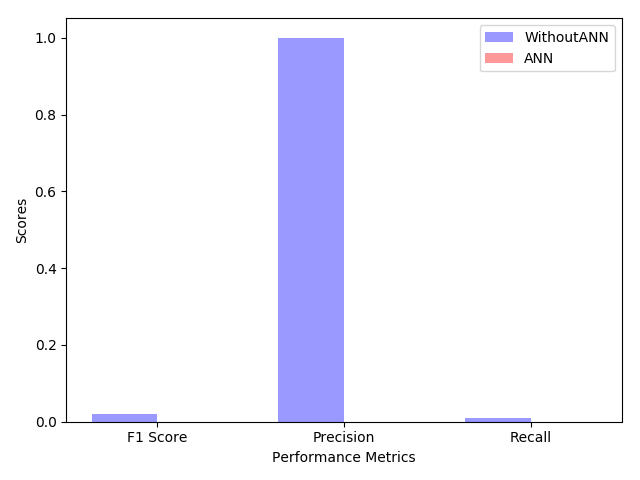 WithoutANN
ANN
1.0
0.8
0.6
0.4
0.2
0.0
Scores
F1 Score
Precision
Recall
Performance Metrics